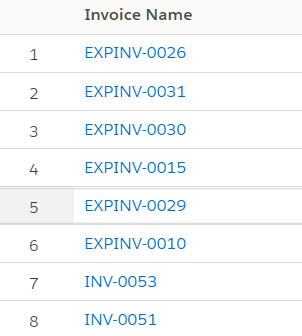 Invoice Name
1 EXPINV-0026
2 EXPINV-0031
3 EXPINV-0030
4 EXPINV-0015
5 EXPINV-0029
6 EXPINV-0010
7 INV-0053
8 INV-0051